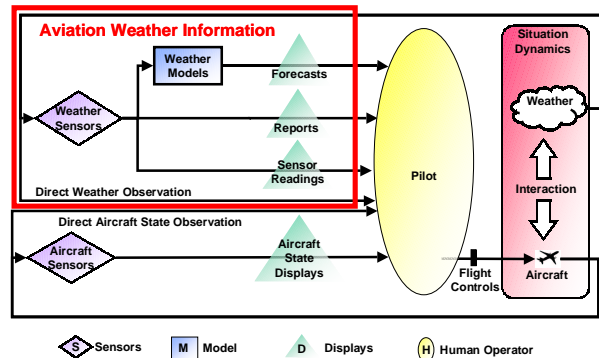 Aviation Weather Information
Situation
Dynamics
Weather
Models
Forecasts
Weather
Weather
Sensors
Reports
Sensor
Readings
Pilot
Interaction
Direct Weather Observation
Direct Aircraft State Observation
Aircraft
Sensors
Aircraft
State
Displays
Flight
Controls
Aircraft
S Sensors
M Model
D Displays
H Human Operator